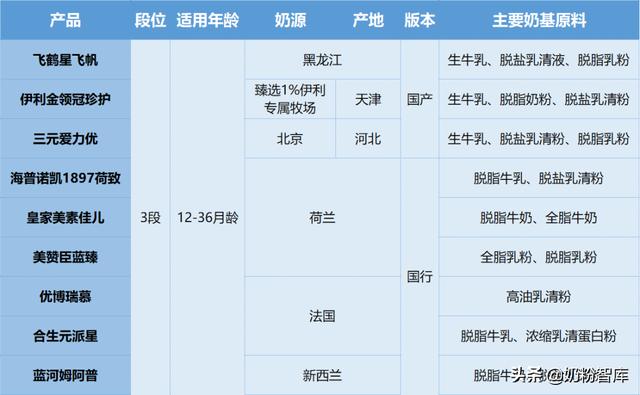 产品 段位 适用年龄 奶源 产地 版本 主要奶基原料
飞鹤星飞帆 黑龙江 生牛乳、脱盐乳清液、脱脂乳粉
伊利金领冠珍护 臻选1%伊利 天津 国产 生牛乳、脱脂奶粉、脱盐乳清粉
专属牧场
三元爱力优 北京 河北 生牛乳、脱盐乳清粉、脱脂乳粉
海普诺凯1897荷致 脱脂牛乳、脱盐乳清粉
皇家美素佳儿 3段 12-36月龄 荷兰 脱脂牛奶、全脂牛奶
美赞臣蓝臻 全脂乳粉、脱脂乳粉
国行
优博瑞慕 高油乳清粉
法国
合生元派星 脱脂牛乳、浓缩乳清蛋白粉
蓝河姆阿普 新西兰 脱脂牛
头条 @奶粉智库